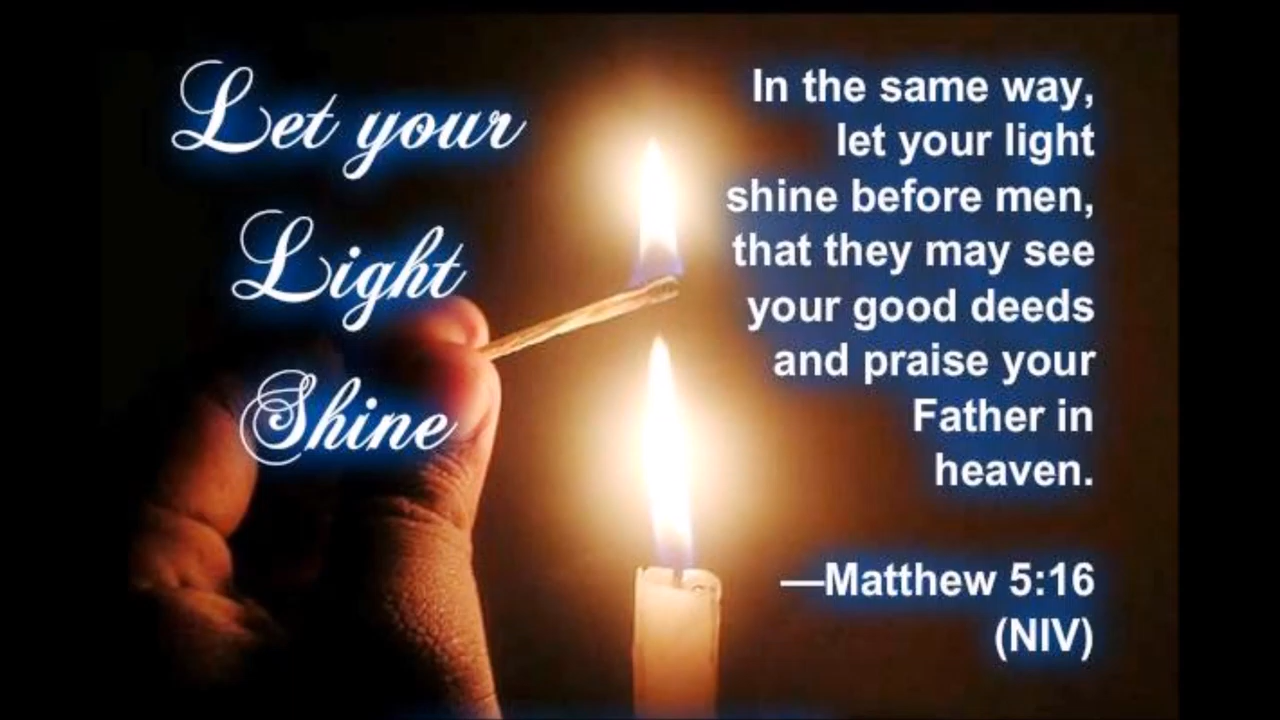 Let your
Light
Shine
In the same way,
let your light
shine before men,
that they may see
your good deeds
and praise your
Father in
heaven.
—Matthew 5:16
(NIV)